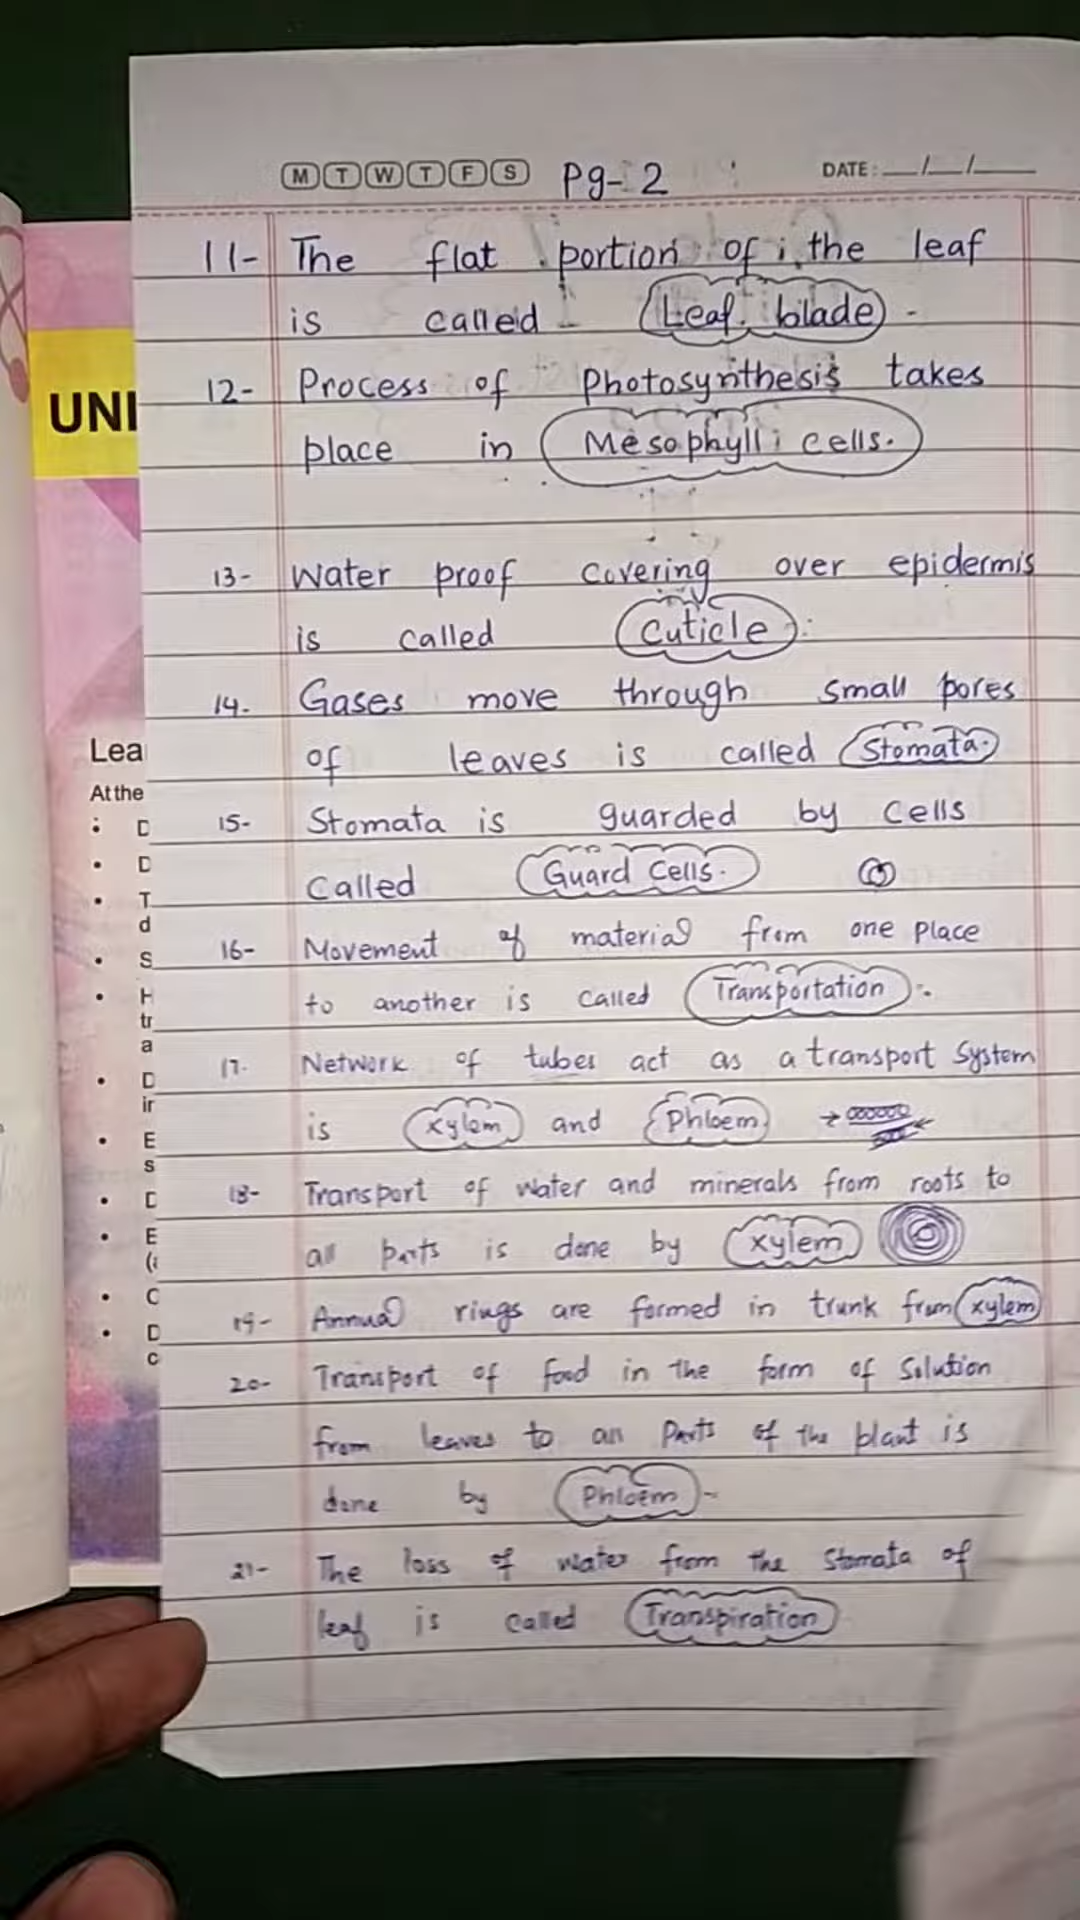 M T W T F S Pg- 2 DATE: __/__/__
11- The flat portion of the leaf
is called Leaf blade.
12- Process of Photosynthesis takes
place in Mesophyll cells.
13- Water proof covering over epidermis
is called Cuticle.
14. Gases move through small pores
of leaves is called Stomata.
15- Stomata is guarded by cells
Called Guard Cells.
16- Movement of material from one place
to another is called Transportation.
17. Network of tubes act as a transport System
is xylem and Phloem
18- Transport of water and minerals from roots to
all parts is done by xylem
19- Annual rings are formed in trunk from xylem
20- Transport of food in the form of Solution
from leaves to all Parts of the plant is
done by Phloem
21- The loss of water from the Stomata of
leaf is called Transpiration
UNI
Lea
At the
D
D
T
d
S
H
tr
a
D
ir
E
s
D
E
C
D
c